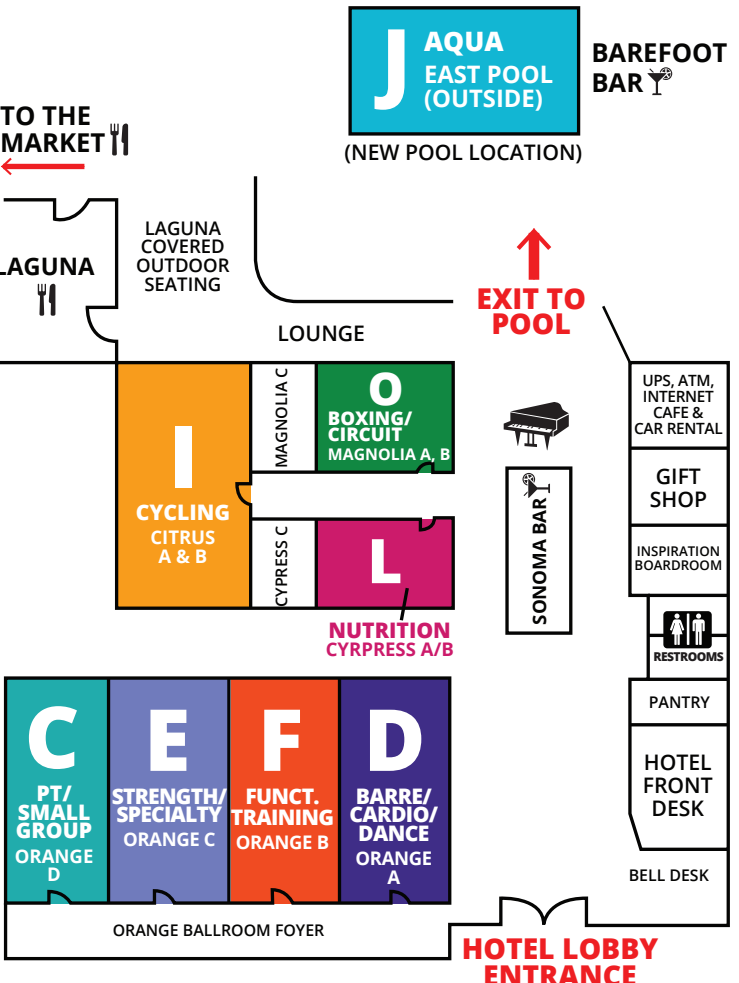 J
AQUA
EAST POOL
(OUTSIDE)
BAREFOOT
BAR
(NEW POOL LOCATION)
TO THE
MARKET
LAGUNA
COVERED
OUTDOOR
SEATING
LAGUNA
EXIT TO
POOL
LOUNGE
I
CYCLING
CITRUS
A & B
MAGNOLIA C
O
BOXING/
CIRCUIT
MAGNOLIA A, B
CYPRESS C
L
NUTRITION
CYRPRESS A/B
SONOMA BAR
UPS, ATM,
INTERNET
CAFE &
CAR RENTAL
GIFT
SHOP
INSPIRATION
BOARDROOM
RESTROOMS
PANTRY
HOTEL
FRONT
DESK
BELL DESK
C
PT/
SMALL
GROUP
ORANGE
D
E
STRENGTH/
SPECIALTY
ORANGE C
F
FUNCT.
TRAINING
ORANGE B
D
BARRE/
CARDIO/
DANCE
ORANGE
A
ORANGE BALLROOM FOYER
HOTEL LOBBY
ENTRANCE